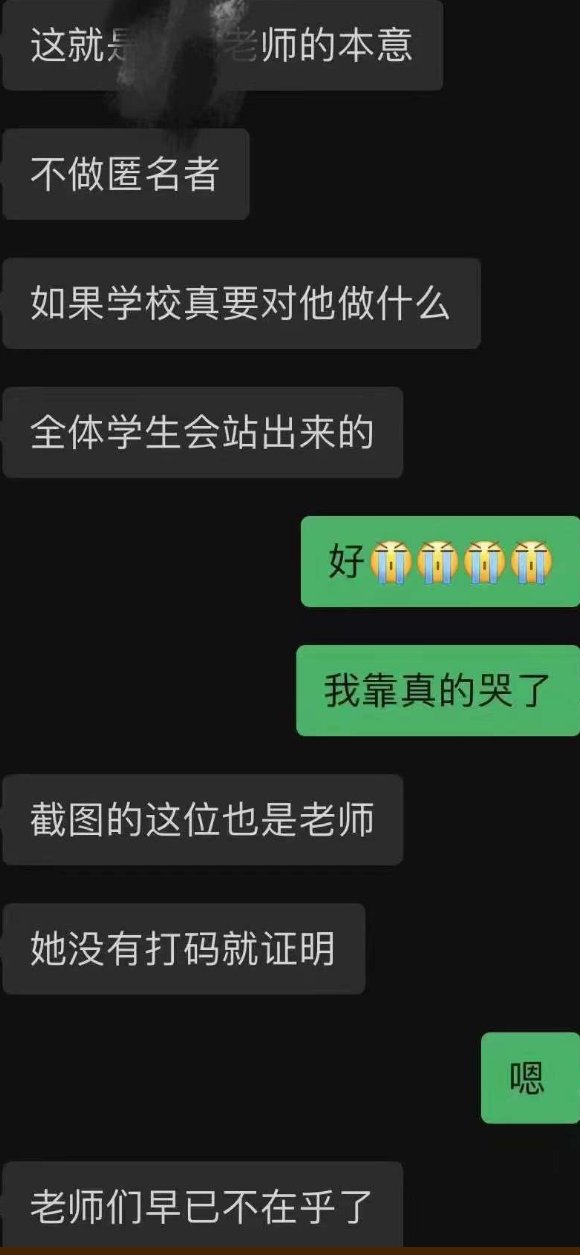 这就是老师的本意
不做匿名者
如果学校真要对他做什么
全体学生会站出来的
好😭😭😭😭
我靠真的哭了
截图的这位也是老师
她没有打码就证明
嗯
老师们早已不在乎了